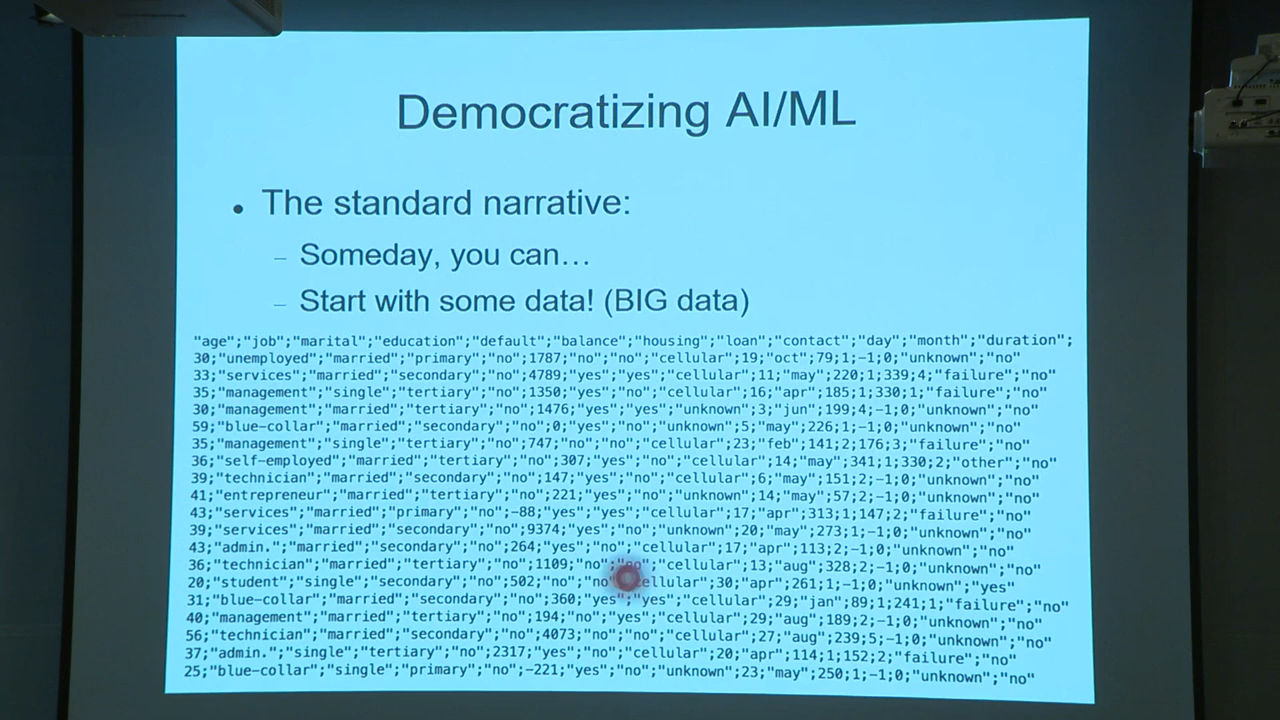 Democratizing AI/ML
• The standard narrative:
– Someday, you can…
– Start with some data! (BIG data)
"age";"job";"marital";"education";"default";"balance";"housing";"loan";"contact";"day";"month";"duration";
30;"unemployed";"married";"primary";"no";1787;"no";"no";"cellular";19;"oct";79;1;-1;0;"unknown";"no"
33;"services";"married";"secondary";"no";4789;"yes";"yes";"cellular";11;"may";220;1;339;4;"failure";"no"
35;"management";"single";"tertiary";"no";1350;"yes";"no";"cellular";16;"apr";185;1;330;1;"failure";"no"
30;"management";"married";"tertiary";"no";1476;"yes";"yes";"unknown";3;"jun";199;4;-1;0;"unknown";"no"
59;"blue-collar";"married";"secondary";"no";0;"yes";"no";"unknown";5;"may";226;1;-1;0;"unknown";"no"
35;"management";"single";"tertiary";"no";747;"no";"no";"cellular";23;"feb";141;2;176;3;"failure";"no"
36;"self-employed";"married";"tertiary";"no";307;"yes";"no";"cellular";14;"may";341;1;330;2;"other";"no"
39;"technician";"married";"secondary";"no";147;"yes";"no";"cellular";6;"may";151;2;-1;0;"unknown";"no"
41;"entrepreneur";"married";"tertiary";"no";221;"yes";"no";"unknown";14;"may";57;2;-1;0;"unknown";"no"
43;"services";"married";"primary";"no";-88;"yes";"yes";"cellular";17;"apr";313;1;147;2;"failure";"no"
39;"services";"married";"secondary";"no";9374;"yes";"no";"unknown";20;"may";273;1;-1;0;"unknown";"no"
43;"admin.";"married";"secondary";"no";264;"yes";"no";"cellular";17;"apr";113;2;-1;0;"unknown";"no"
36;"technician";"married";"tertiary";"no";1109;"no";"no";"cellular";13;"aug";328;2;-1;0;"unknown";"no"
20;"student";"single";"secondary";"no";502;"no";"no";"cellular";30;"apr";261;1;-1;0;"unknown";"yes"
31;"blue-collar";"married";"secondary";"no";360;"yes";"yes";"cellular";29;"jan";89;1;241;1;"failure";"no"
40;"management";"married";"tertiary";"no";194;"no";"yes";"cellular";29;"aug";189;2;-1;0;"unknown";"no"
56;"technician";"married";"secondary";"no";4073;"no";"no";"cellular";27;"aug";239;5;-1;0;"unknown";"no"
37;"admin.";"single";"tertiary";"no";2317;"yes";"no";"cellular";20;"apr";114;1;152;2;"failure";"no"
25;"blue-collar";"single";"primary";"no";-221;"yes";"no";"unknown";23;"may";250;1;-1;0;"unknown";"no"